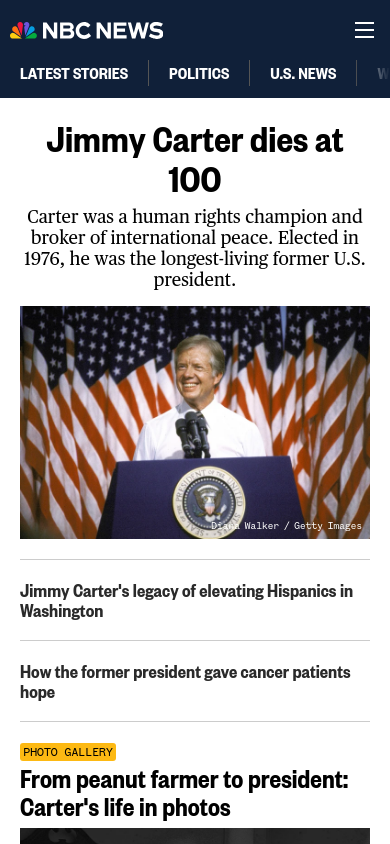 NBC NEWS
LATEST STORIES
POLITICS
U.S. NEWS
Jimmy Carter dies at
100
Carter was a human rights champion and
broker of international peace. Elected in
1976, he was the longest-living former U.S.
president.
Diana Walker / Getty Images
Jimmy Carter's legacy of elevating Hispanics in
Washington
How the former president gave cancer patients
hope
PHOTO GALLERY
From peanut farmer to president:
Carter's life in photos